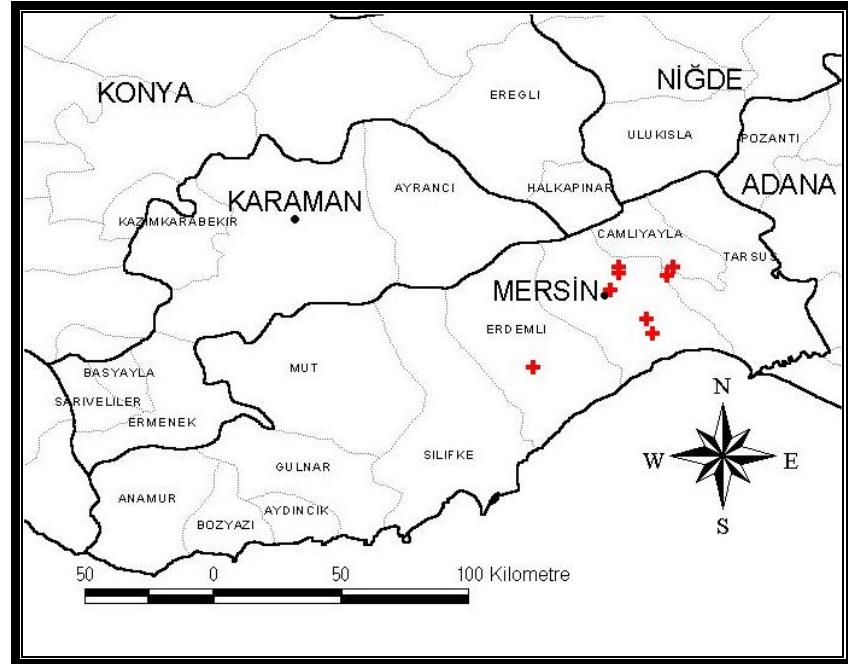 KONYA
NİĞDE
EREGLI
ULUKISLA
POZANTI
ADANA
AYRANCI
HALKAPINAR
KARAMAN
KAZIMKARABEKIR
CAMLIYAYLA
TARSUS
MERSİN
ERDEMLI
MUT
BASYAYLA
SARIVELILER
ERMENEK
N
SILIFKE
W
E
GULNAR
ANAMUR
AYDINCIK
BOZYAZI
S
50 0 50 100 Kilometre